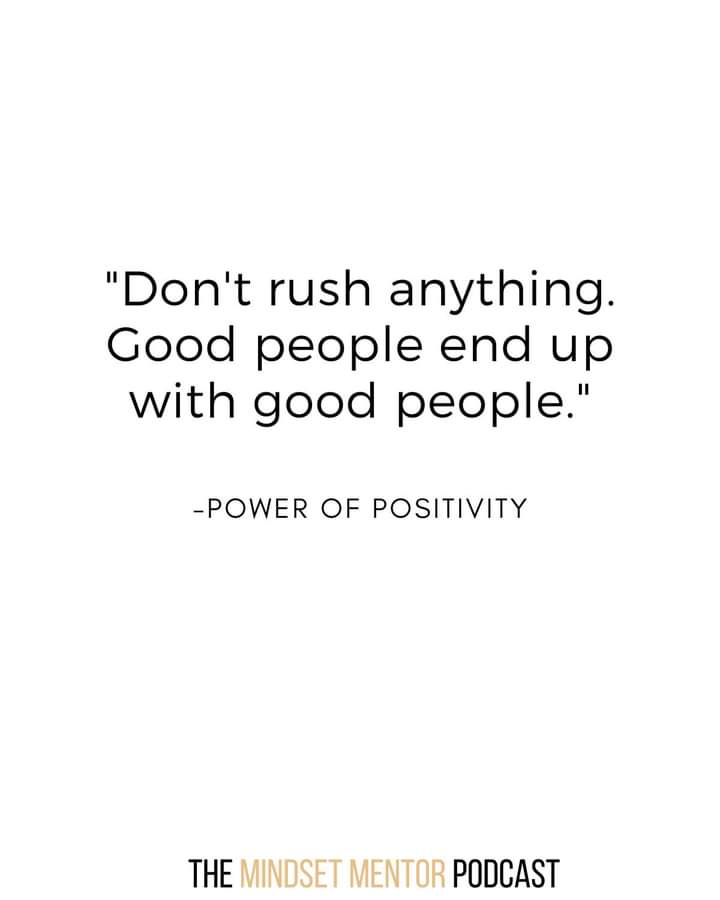 "Don't rush anything.
Good people end up
with good people."
–POWER OF POSITIVITY
THE MINDSET MENTOR PODCAST